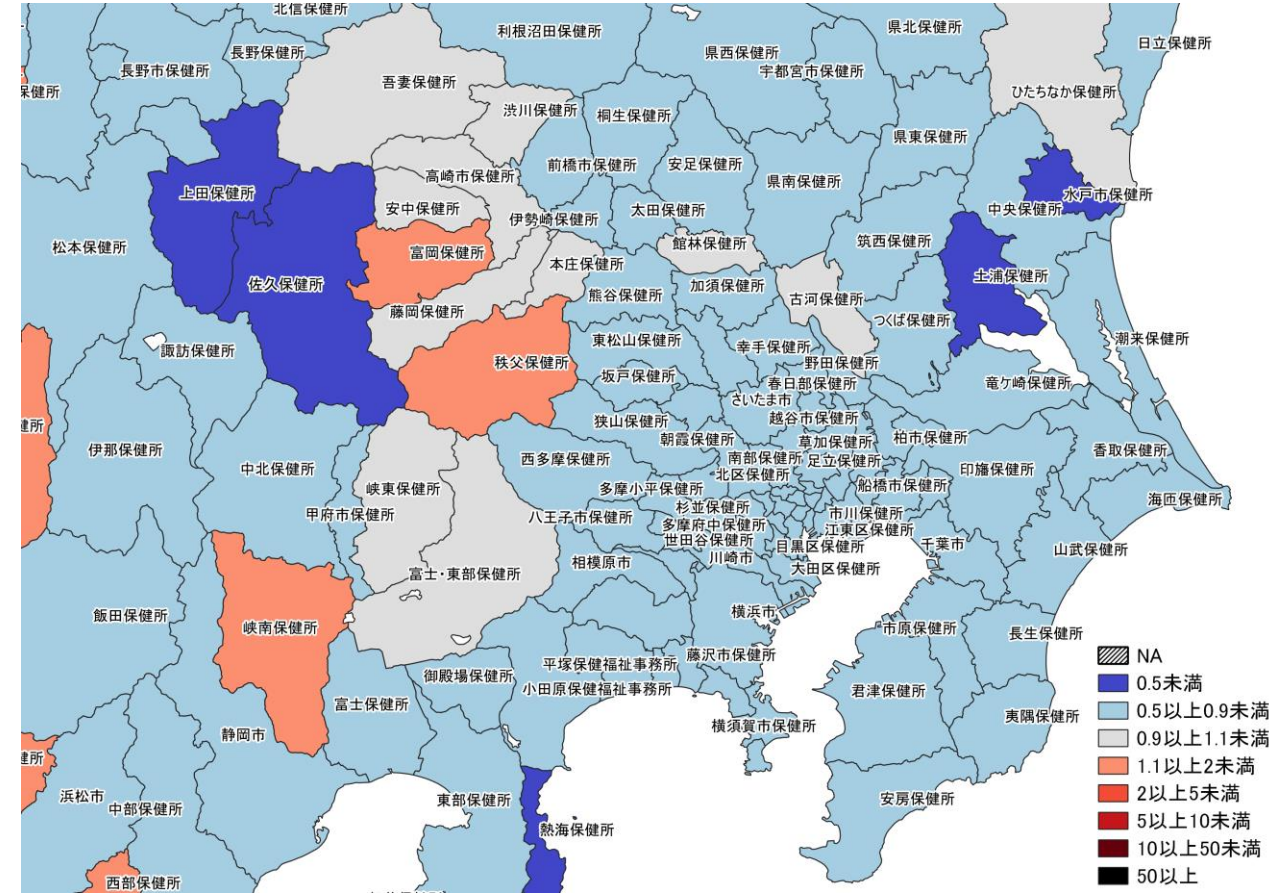 北信保健所
利根沼田保健所
県北保健所
日立保健所
長野保健所
県西保健所
長野市保健所
宇都宮市保健所
吾妻保健所
保健所
ひたちなか保健所
渋川保健所
桐生保健所
県東保健所
前橋市保健所
安足保健所
高崎市保健所
県南保健所
上田保健所
水戸市保健所
安中保健所
太田保健所
中央保健所
伊勢崎保健所
松本保健所
富岡保健所
館林保健所
筑西保健所
本庄保健所
土浦保健所
佐久保健所
加須保健所
熊谷保健所
古河保健所
藤岡保健所
つくば保健所
東松山保健所
潮来保健所
諏訪保健所
幸手保健所
秩父保健所
野田保健所
坂戸保健所
春日部保健所
竜ケ崎保健所
さいたま市
狭山保健所
越谷市保健所
健所
朝霞保健所
草加保健所
柏市保健所
伊那保健所
香取保健所
西多摩保健所
南部保健所
足立保健所
中北保健所
印旛保健所
北区保健所
峡東保健所
多摩小平保健所
船橋市保健所
海匝保健所
杉並保健所
甲府市保健所
八王子市保健所
市川保健所
多摩府中保健所
江東区保健所
世田谷保健所
目黒区保健所
千葉市
山武保健所
相模原市
川崎市
大田区保健所
富士・東部保健所
横浜市
飯田保健所
峡南保健所
市原保健所
長生保健所
藤沢市保健所
平塚保健福祉事務所
御殿場保健所
小田原保健福祉事務所
君津保健所
富士保健所
夷隅保健所
横須賀市保健所
静岡市
健所
浜松市
中部保健所
東部保健所
安房保健所
熱海保健所
西部保健所
NA
0.5未満
0.5以上0.9未満
0.9以上1.1未満
1.1以上2未満
2以上5未満
5以上10未満
10以上50未満
50以上